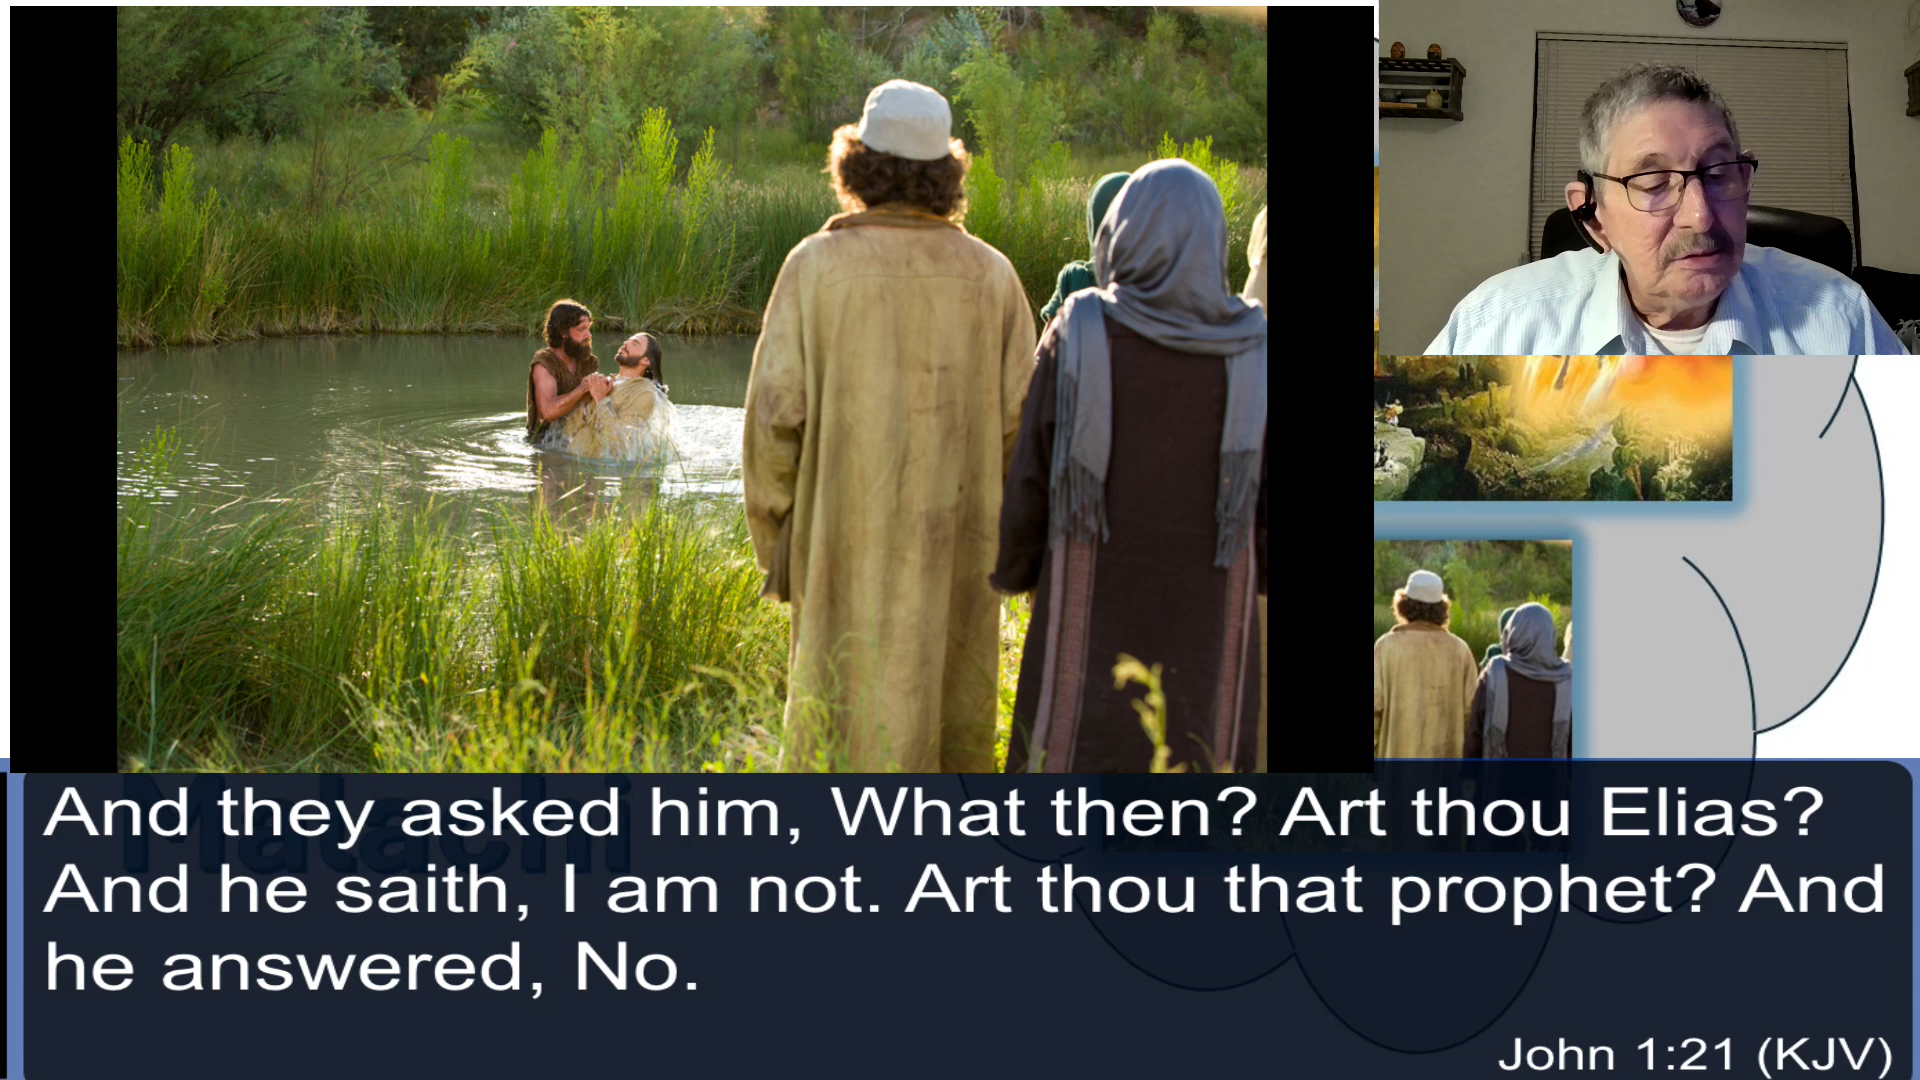 And they asked him, What then? Art thou Elias?
And he saith, I am not. Art thou that prophet? And
he answered, No.
John 1:21 (KJV)
Malachi